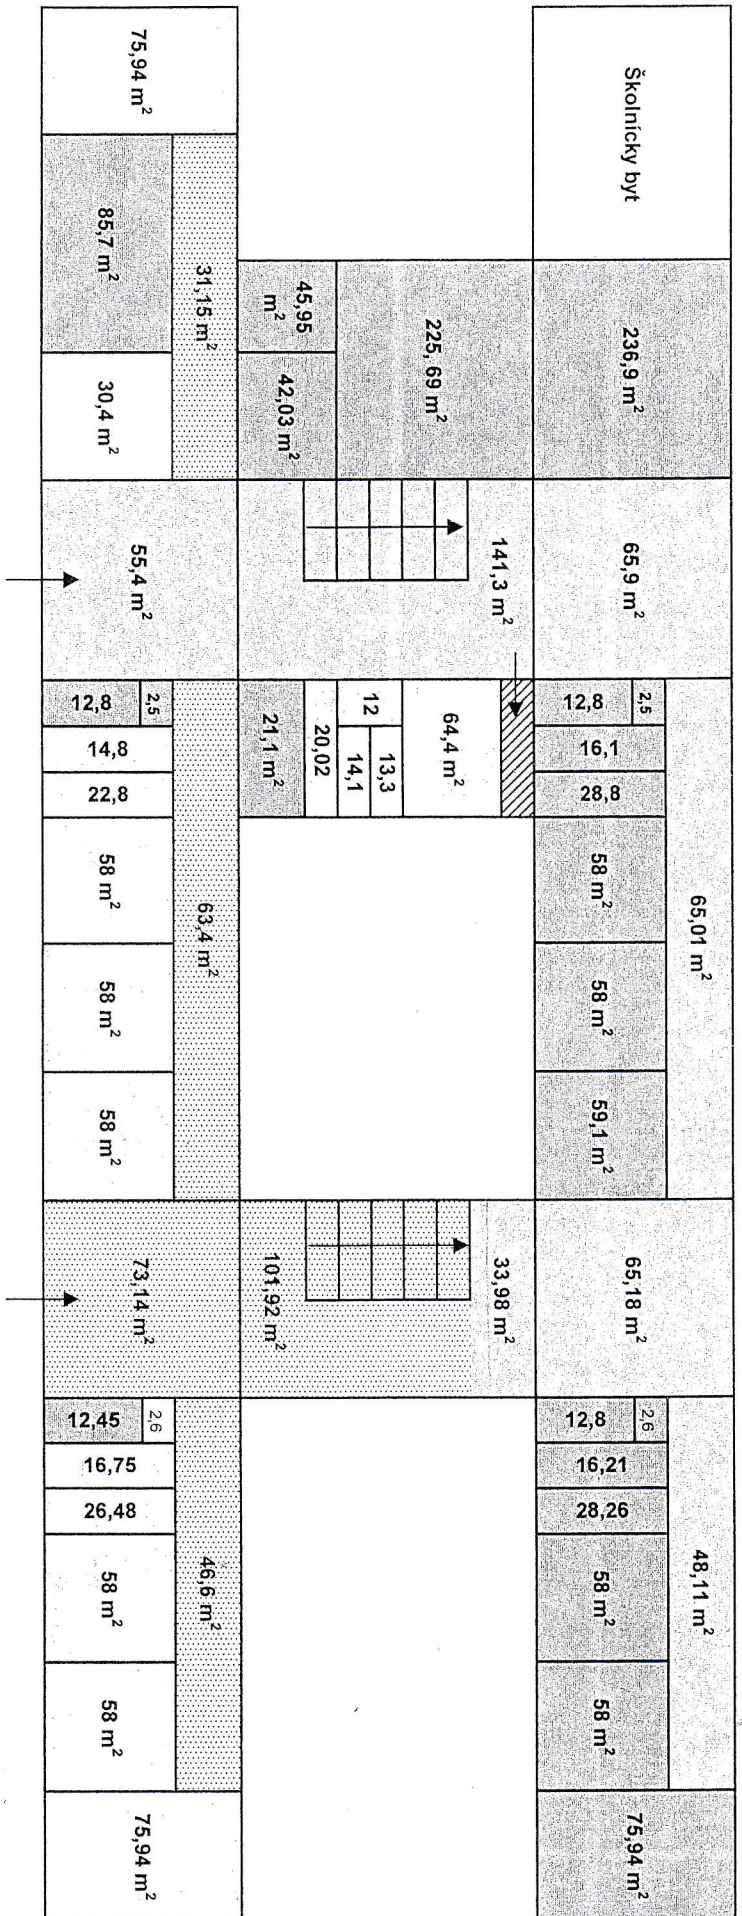 Školnícky byt
236,9 m²
65,9 m²
65,01 m²
2,5
12,8
16,1
28,8
58 m²
58 m²
59,1 m²
65,18 m²
48,11 m²
2,6
12,8
16,21
28,26
58 m²
58 m²
75,94 m²
225, 69 m²
45,95
m²
42,03 m²
141,3 m²
64,4 m²
12
13,3
14,1
20,02
21,1 m²
33,98 m²
101,92 m²
75,94 m²
31,15 m²
85,7 m²
30,4 m²
55,4 m²
63,4 m²
2,5
12,8
14,8
22,8
58 m²
58 m²
58 m²
73,14 m²
46,6 m²
2,6
12,45
16,75
26,48
58 m²
58 m²
75,94 m²